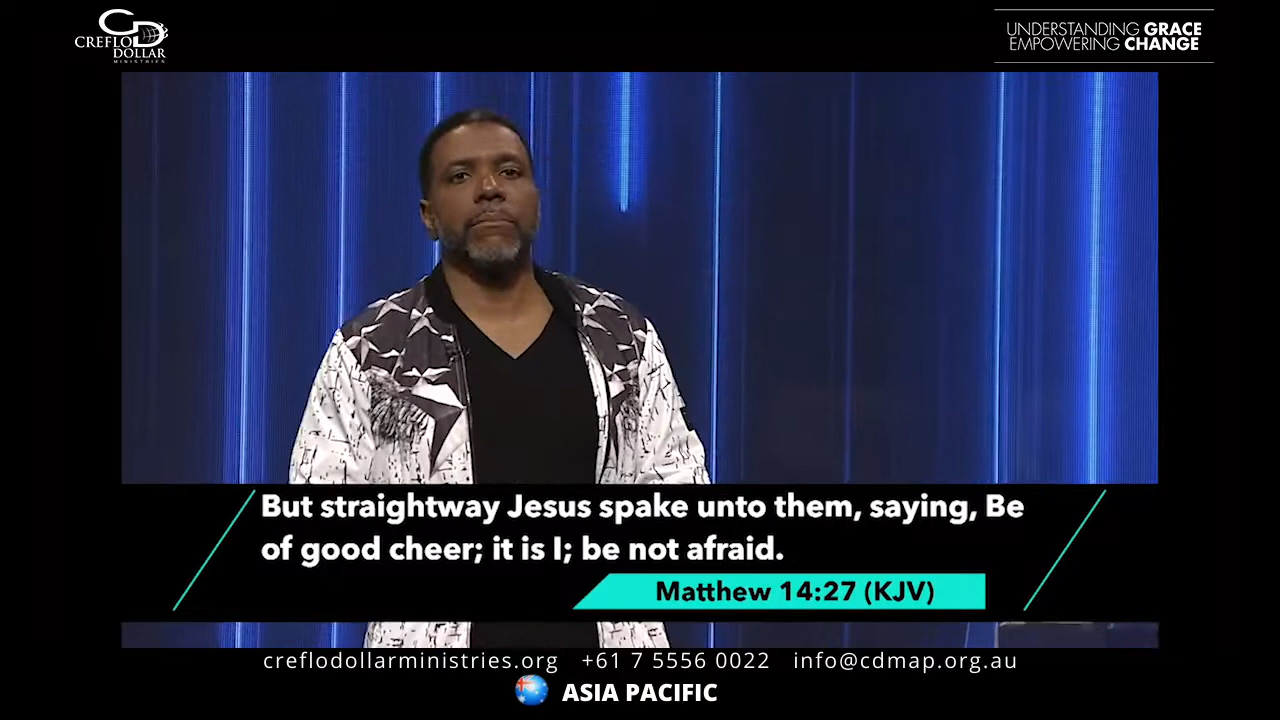 CREFLO
DOLLAR
MINISTRIES
UNDERSTANDING GRACE
EMPOWERING CHANGE
But straightway Jesus spake unto them, saying, Be
of good cheer; it is I; be not afraid.
Matthew 14:27 (KJV)
creflodollarministries.org +61 7 5556 0022 info@cdmap.org.au
ASIA PACIFIC